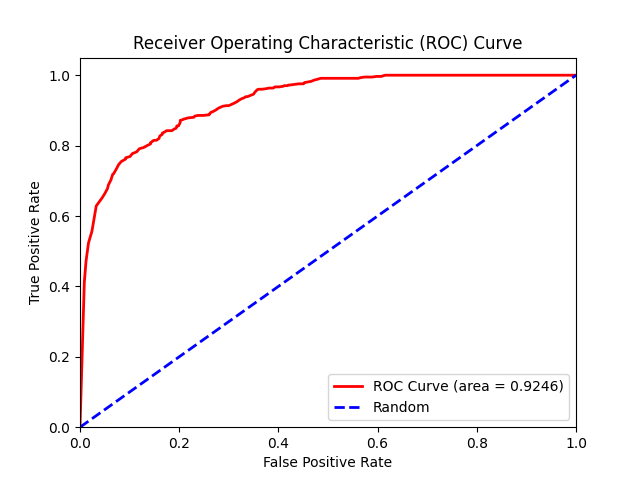 Receiver Operating Characteristic (ROC) Curve
1.0
0.8
0.6
0.4
0.2
0.0
True Positive Rate
ROC Curve (area = 0.9246)
Random
0.0 0.2 0.4 0.6 0.8 1.0
False Positive Rate